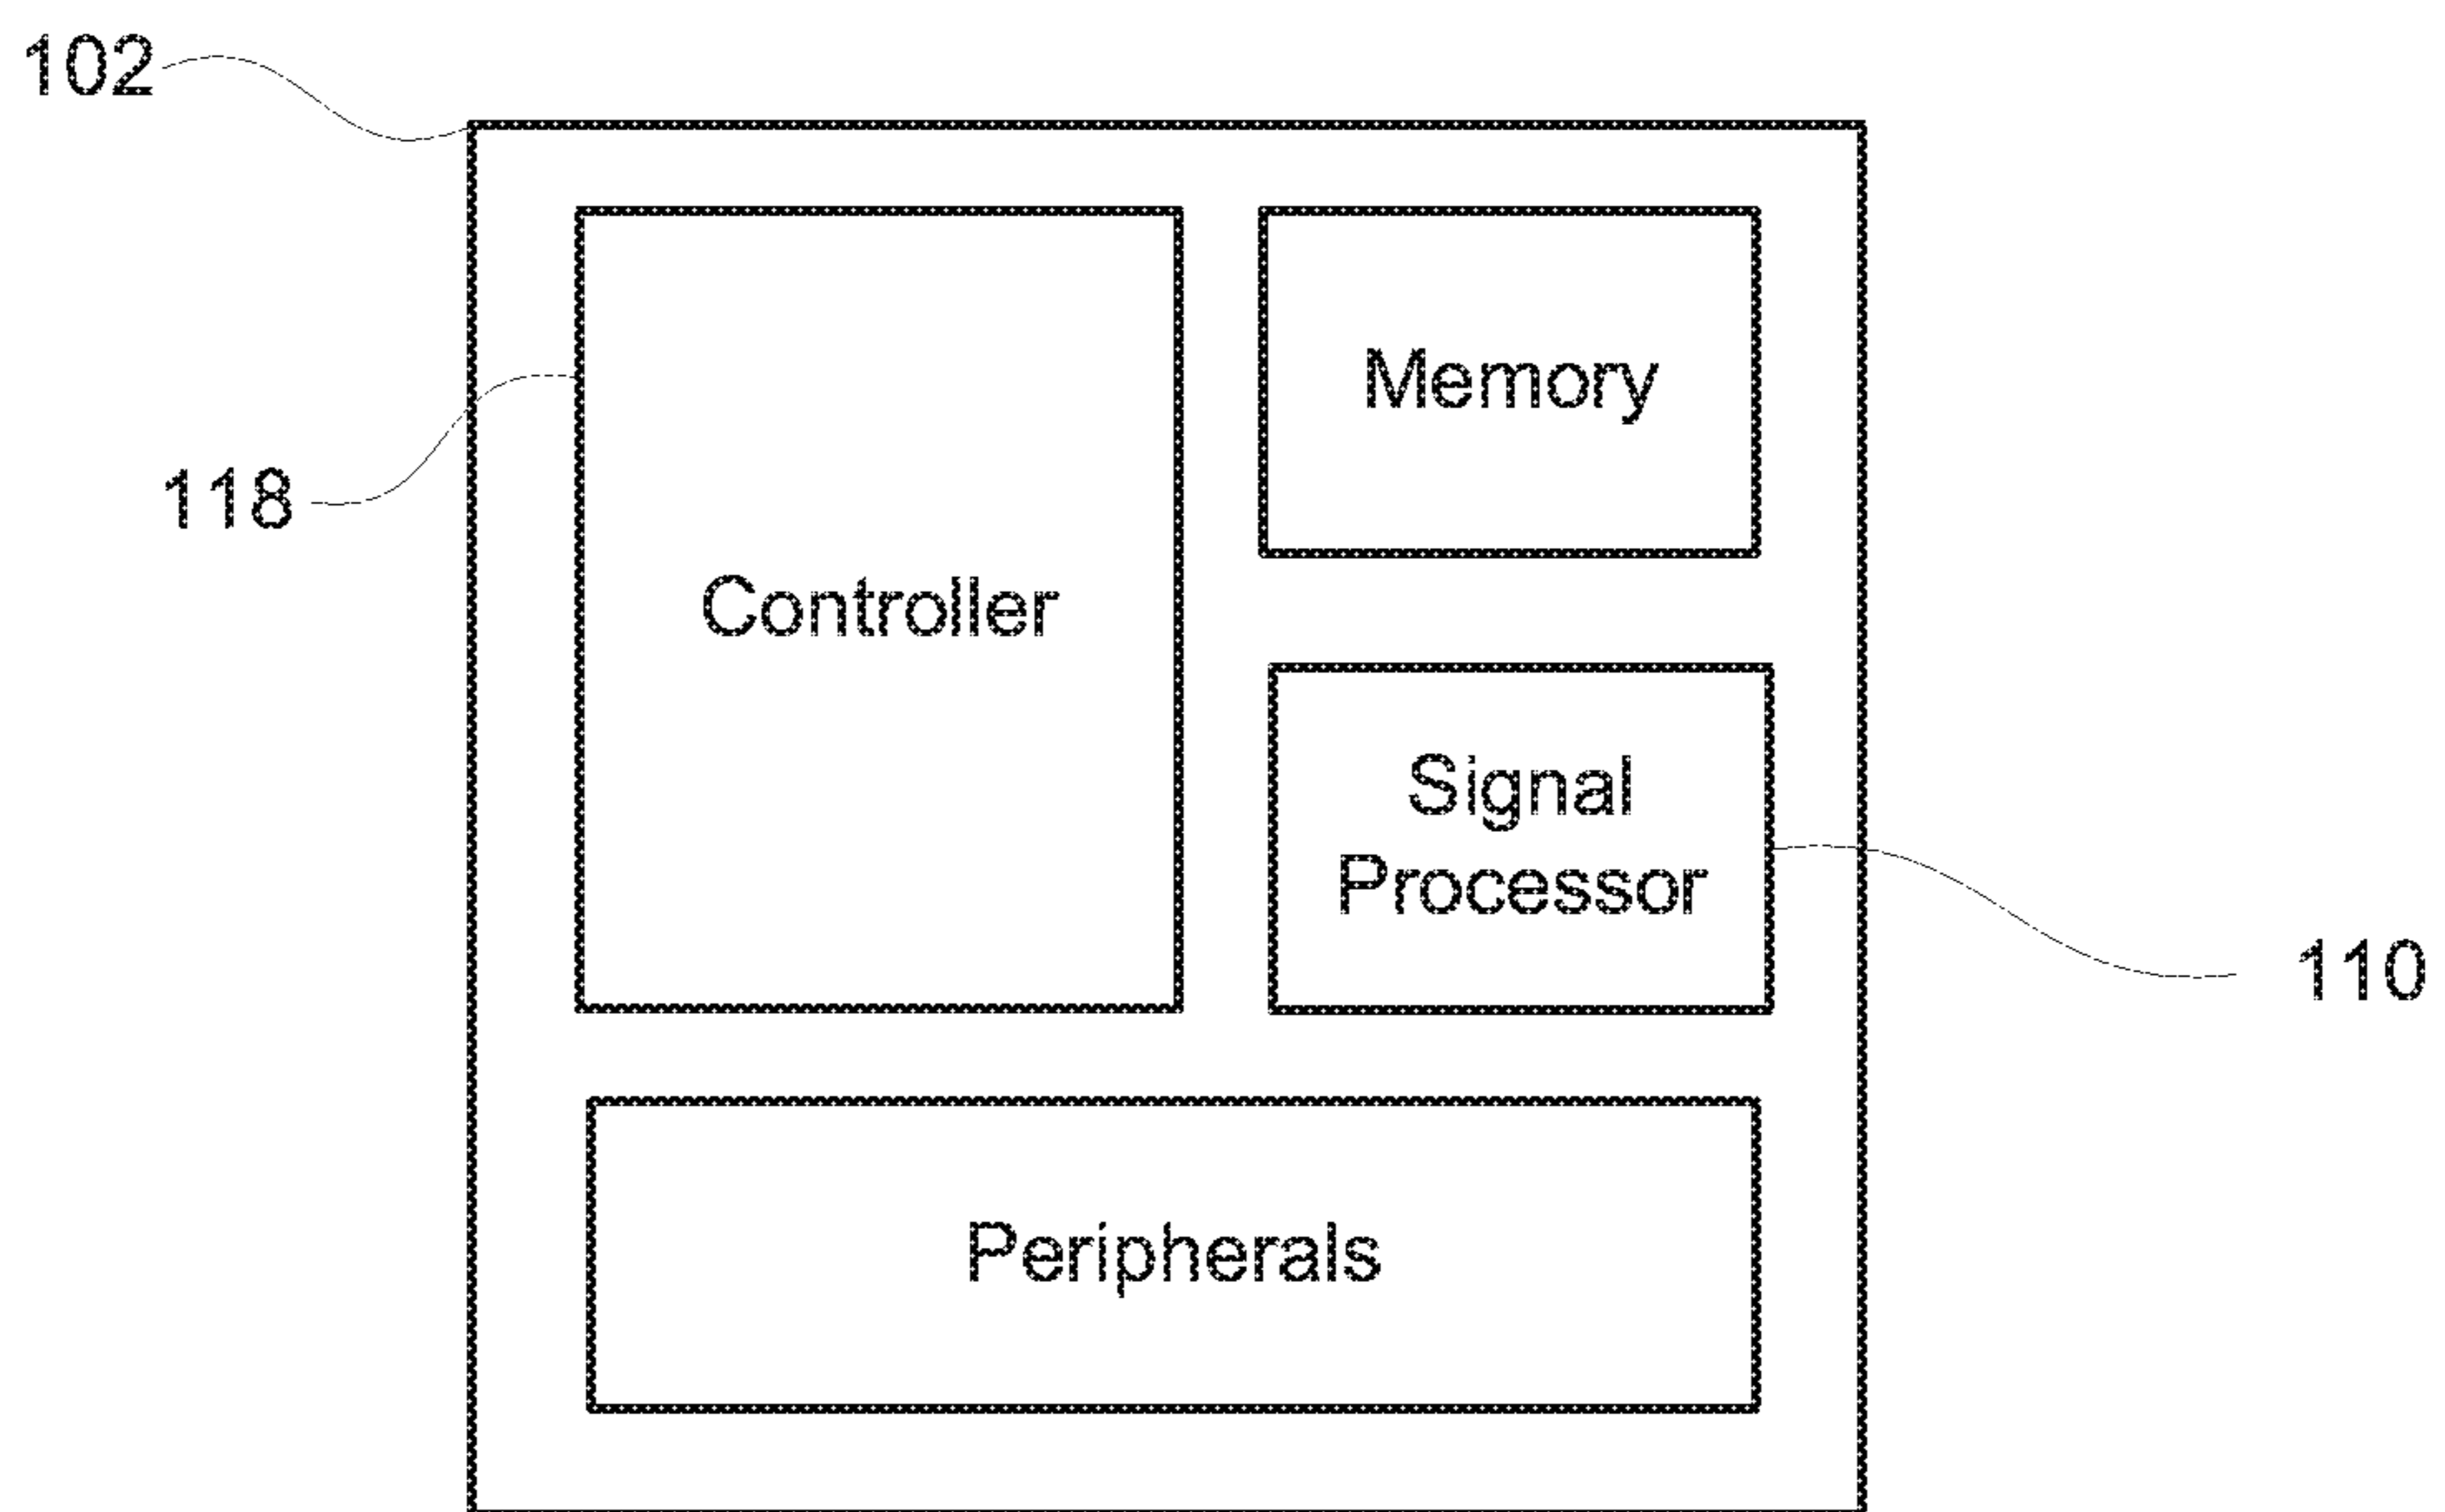 102
Memory
118
Controller
Signal
Processor
110
Peripherals